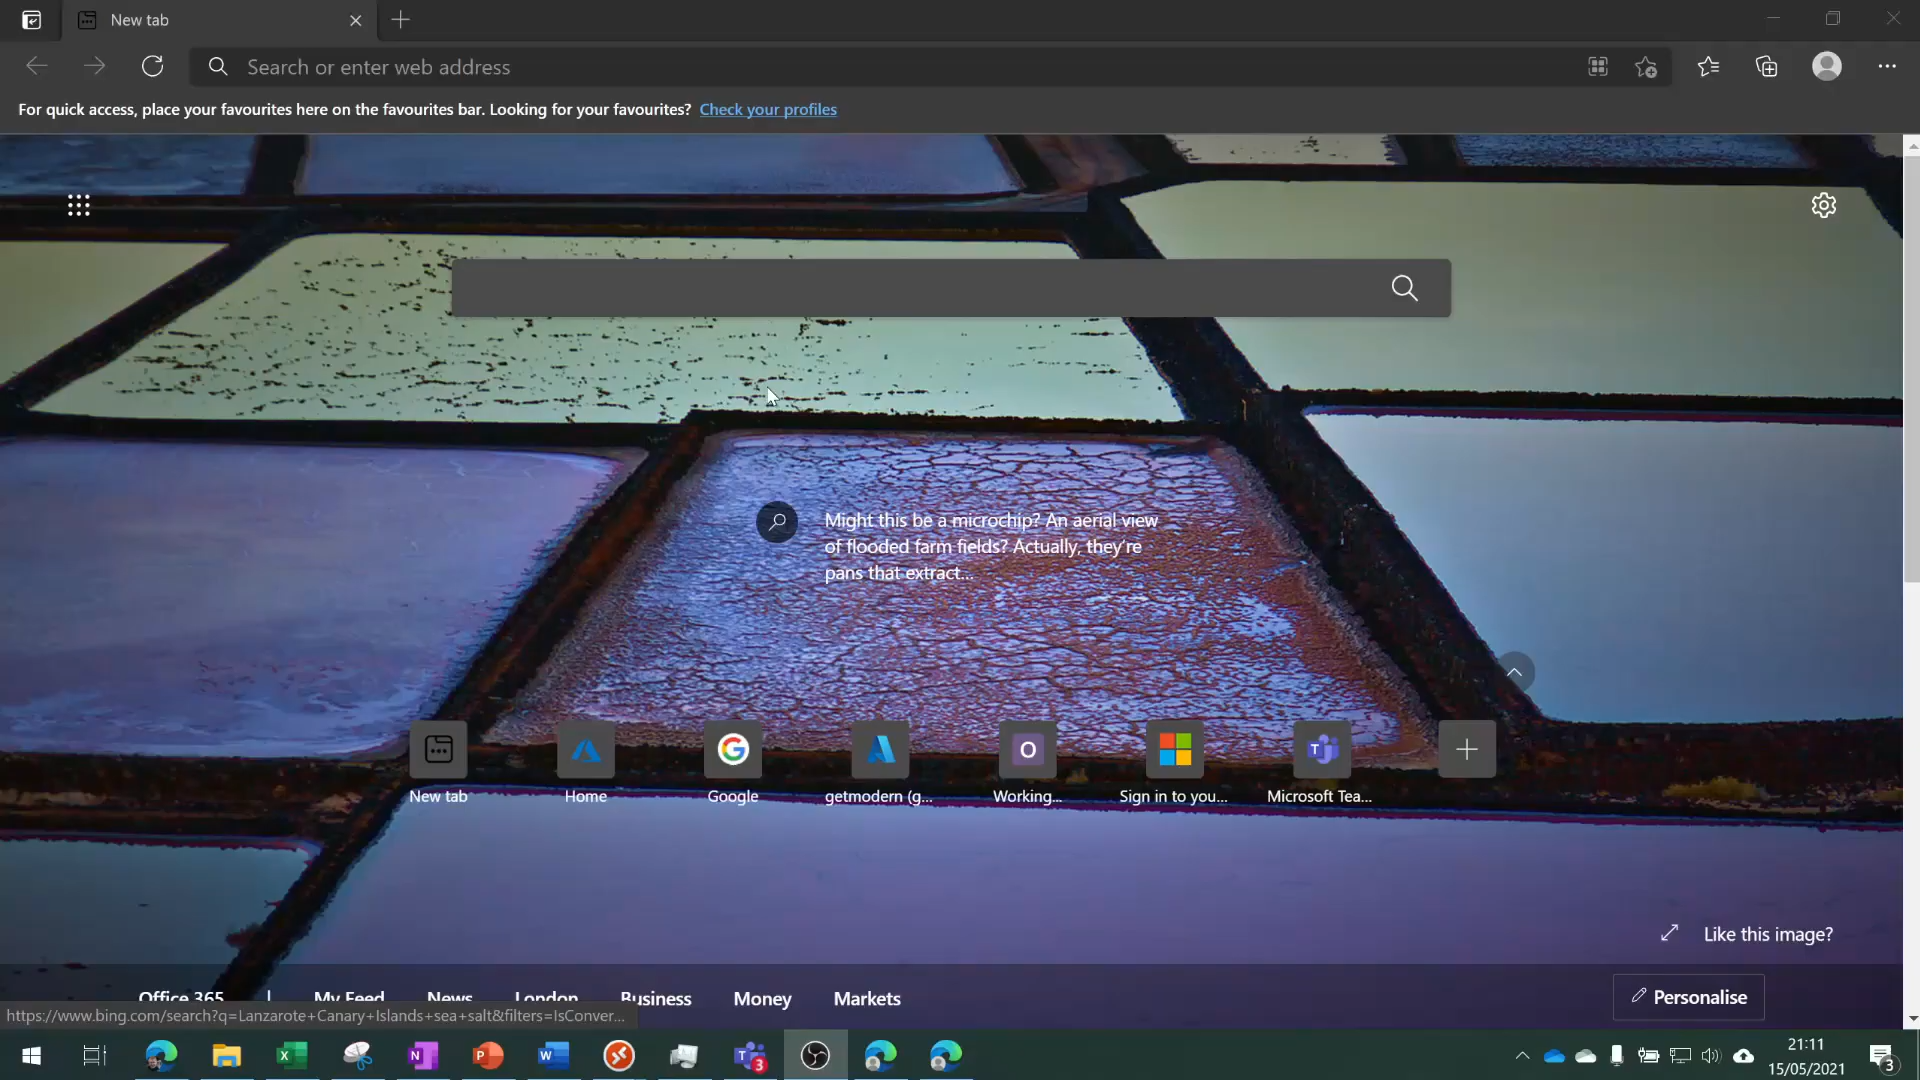 New tab
Search or enter web address
For quick access, place your favourites here on the favourites bar. Looking for your favourites? Check your profiles
Might this be a microchip? An aerial view
of flooded farm fields? Actually, they're
pans that extract...
New tab
Home
Google
getmodern (g...
O
Working...
Sign in to you...
T
Microsoft Tea...
Like this image?
Office 365 | My Feed News London Business Money Markets
Personalise
https://www.bing.com/search?q=Lanzarote+Canary+Islands+sea+salt&filters=IsConver...
X
N
P
W
T
3
21:11
15/05/2021
3